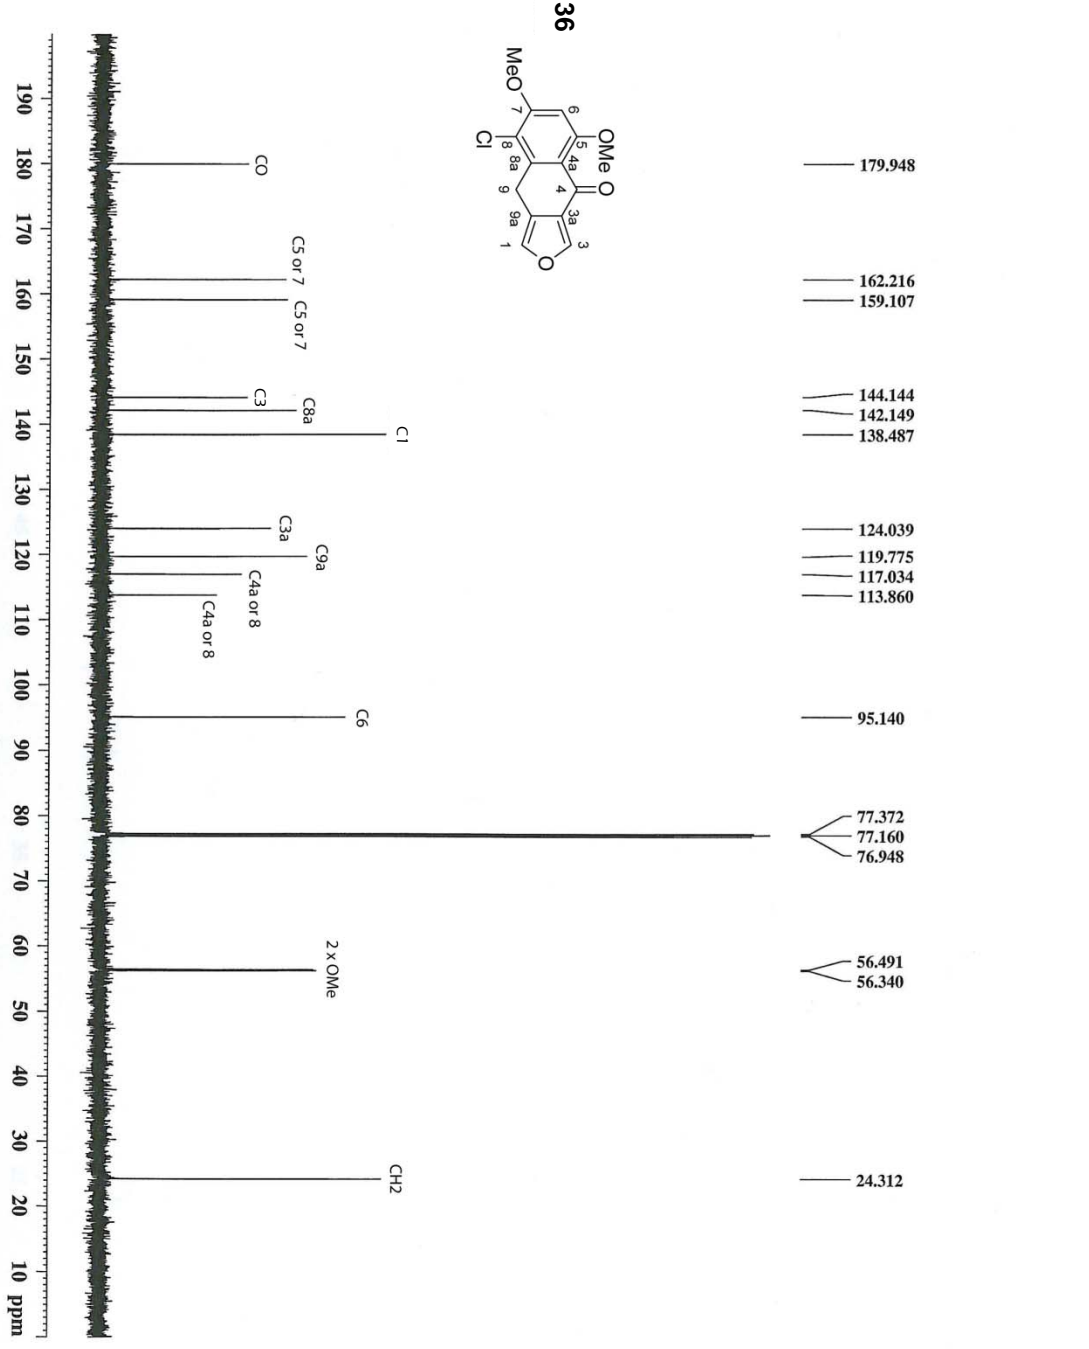 36
MeO
7
6
5
OMe
O
Cl
8
8a
4a
4
9
9a
3a
3
1
O
179.948
162.216
159.107
144.144
142.149
138.487
124.039
119.775
117.034
113.860
95.140
77.372
77.160
76.948
56.491
56.340
24.312
CO
C5 or 7
C5 or 7
C3
C8a
C1
C3a
C9a
C4a or 8
C4a or 8
C6
2 x OMe
CH2
190 180 170 160 150 140 130 120 110 100 90 80 70 60 50 40 30 20 10 ppm